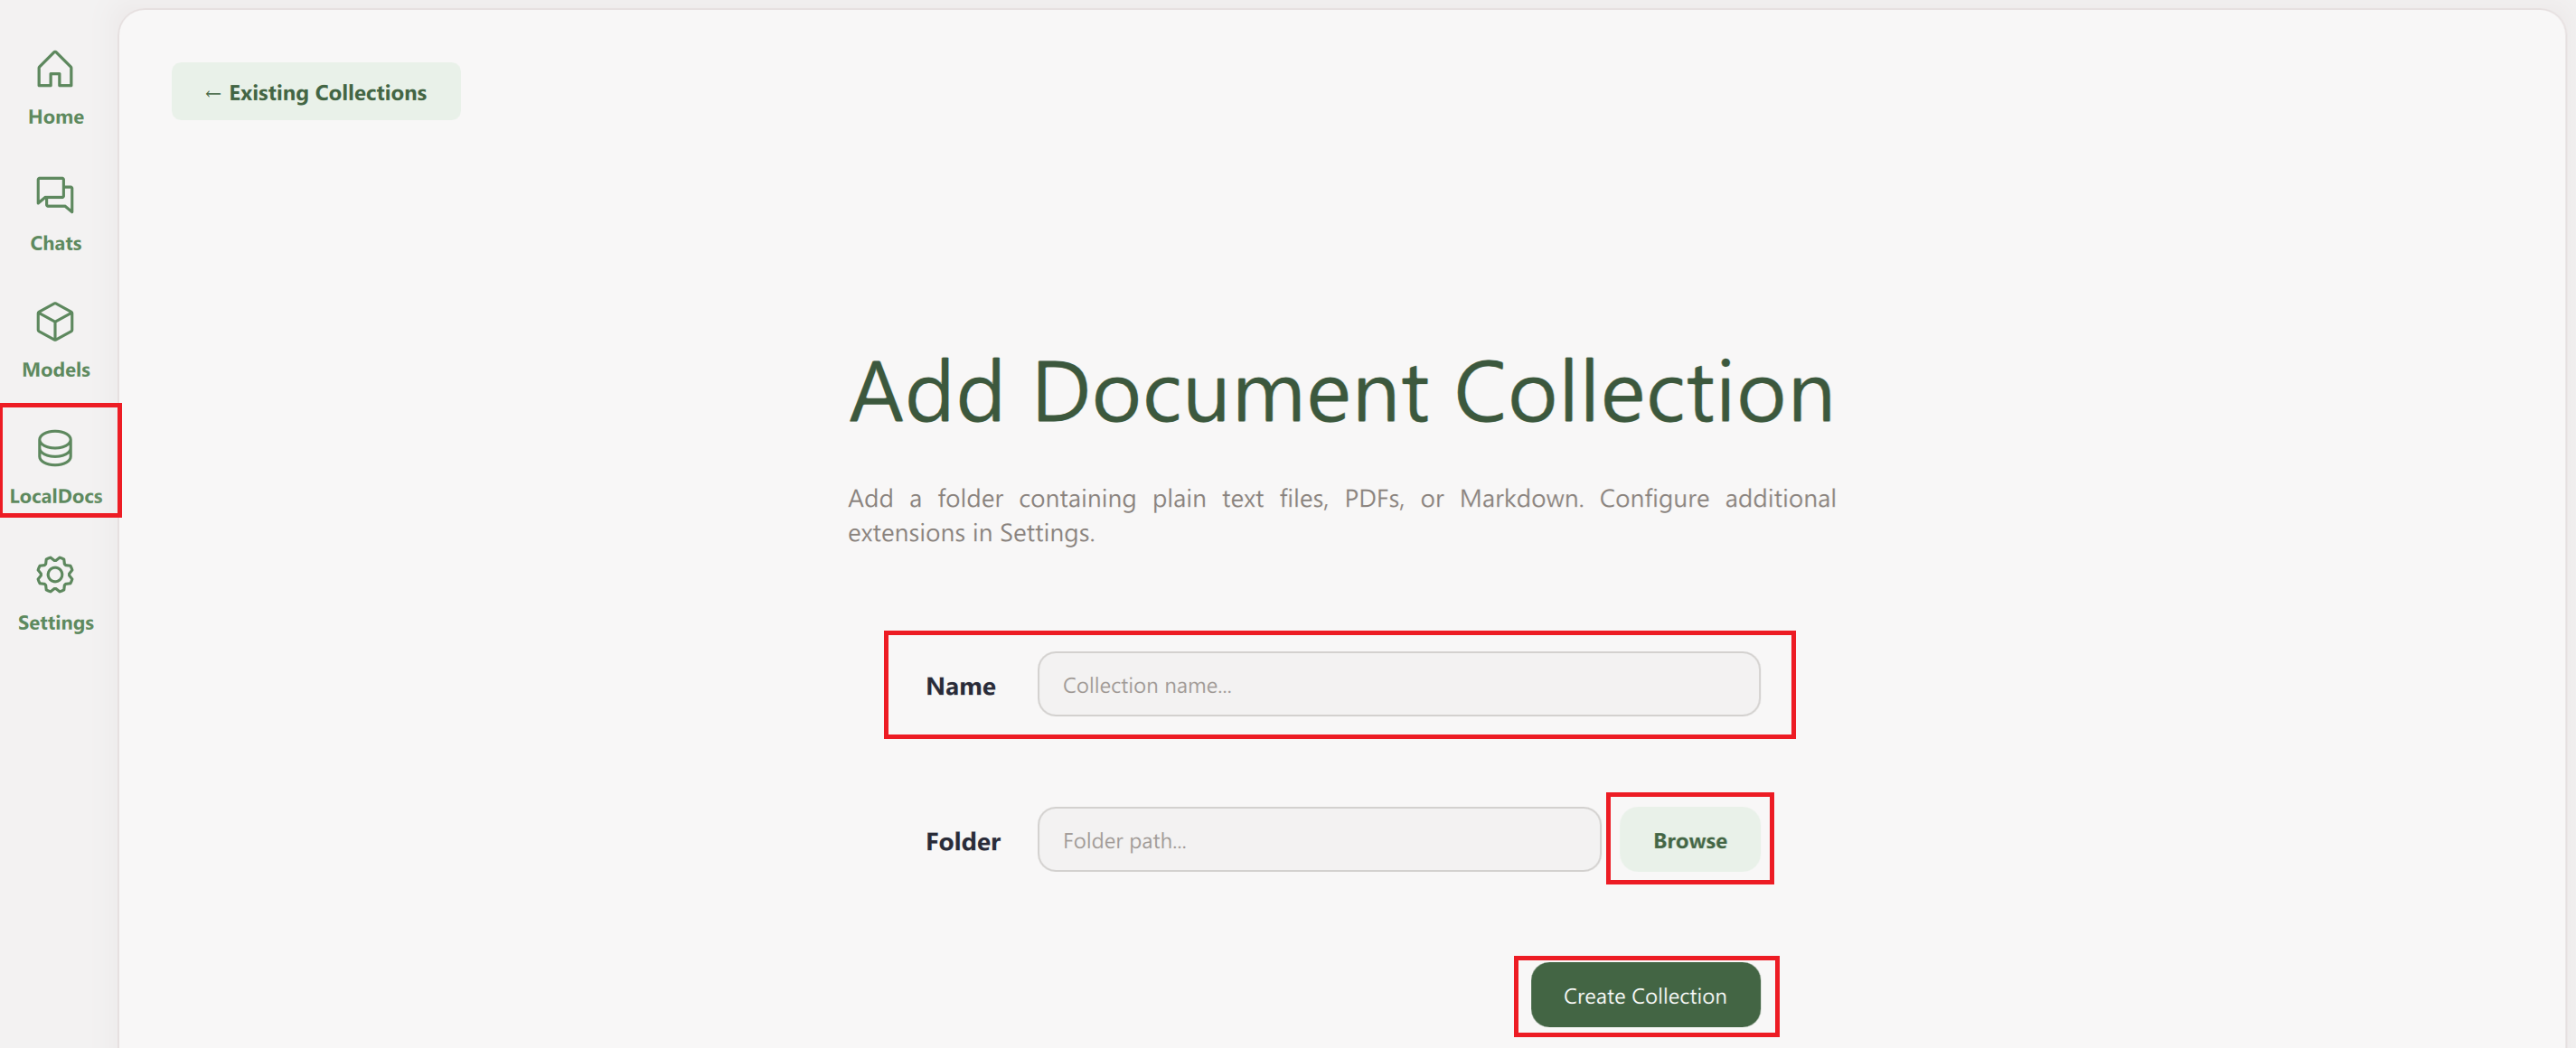 Home
Chats
Models
LocalDocs
Settings
← Existing Collections
Add Document Collection
Add a folder containing plain text files, PDFs, or Markdown. Configure additional
extensions in Settings.
Name
Collection name...
Folder
Folder path...
Browse
Create Collection